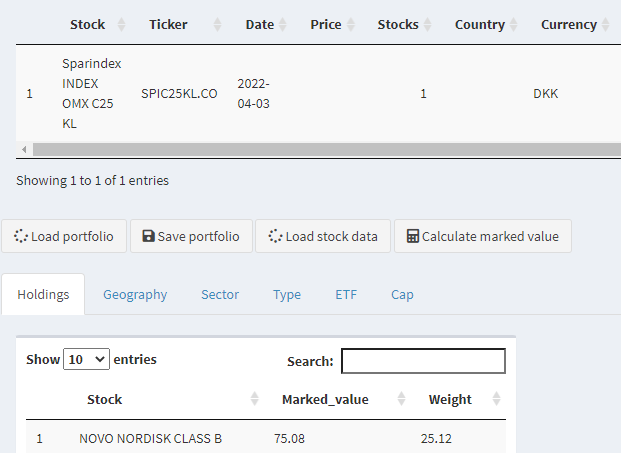 Stock Ticker Date Price Stocks Country Currency
Sparindex
INDEX
OMX C25
KL
1 SPIC25KL.CO 2022-
04-03 1 DKK
Showing 1 to 1 of 1 entries
Load portfolio Save portfolio Load stock data Calculate marked value
Holdings Geography Sector Type ETF Cap
Show 10 entries Search:
Stock Marked_value Weight
1 NOVO NORDISK CLASS B 75.08 25.12